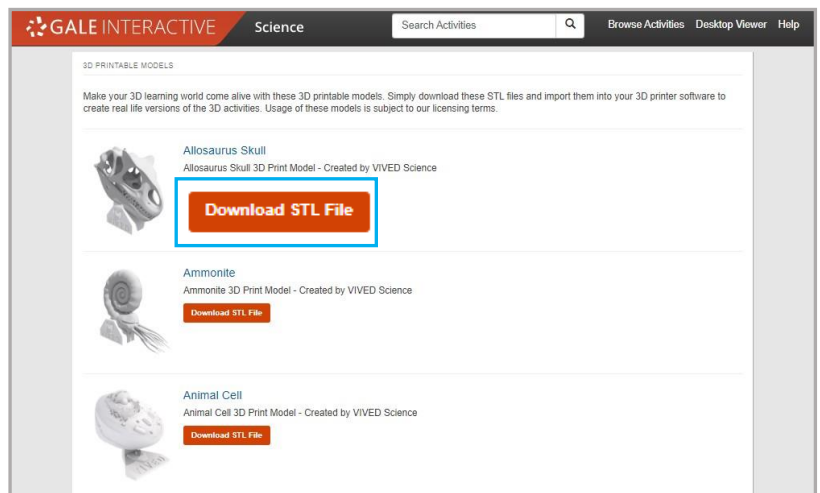 GALE INTERACTIVE Science Search Activities Browse Activities Desktop Viewer Help
3D PRINTABLE MODELS
Make your 3D learning world come alive with these 3D printable models. Simply download these STL files and import them into your 3D printer software to
create real life versions of the 3D activities. Usage of these models is subject to our licensing terms.
Allosaurus Skull
Allosaurus Skull 3D Print Model - Created by VIVED Science
Download STL File
Ammonite
Ammonite 3D Print Model - Created by VIVED Science
Download STL File
Animal Cell
Animal Cell 3D Print Model - Created by VIVED Science
Download STL File